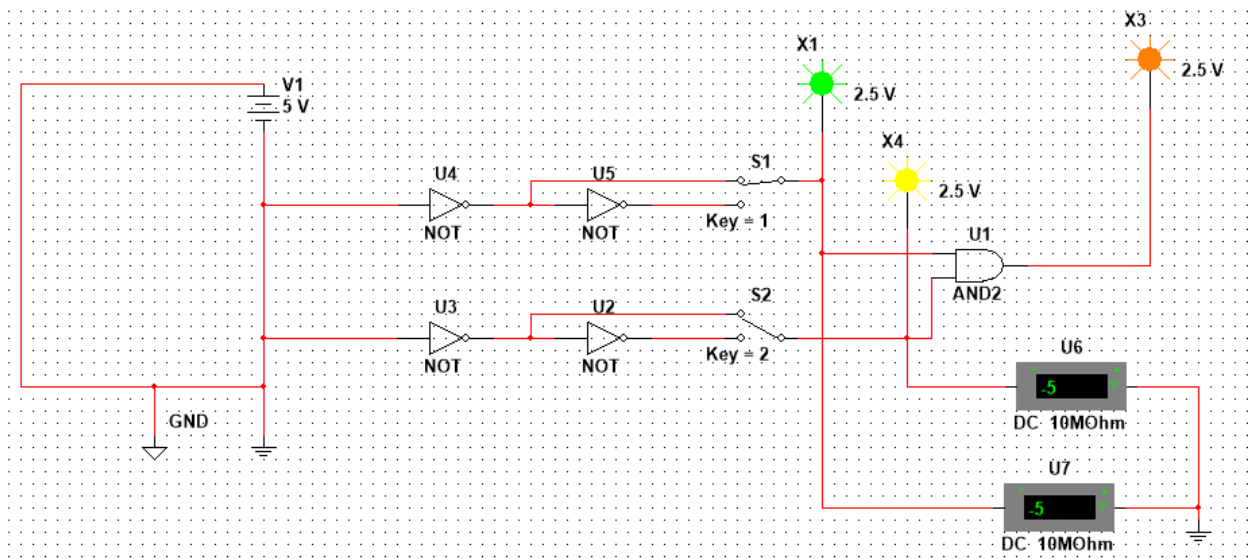 X3
2.5 V
X1
2.5 V
V1
5 V
X4
2.5 V
S1
U4
U5
Key = 1
NOT
NOT
U1
AND2
S2
U3
U2
Key = 2
NOT
NOT
U6
- +
-5 V
DC 10MOhm
GND
U7
- +
-5 V
DC 10MOhm